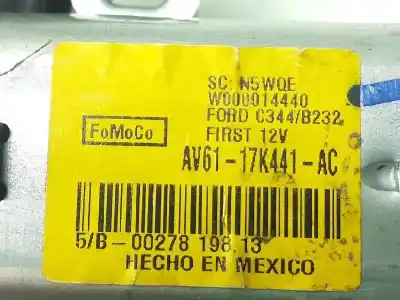 SC: N5WQE
W000014440
FORD C344/B232
FoMoCo
FIRST 12V
AV61-17K441-AC
5/B-00278 198.13
HECHO EN MEXICO